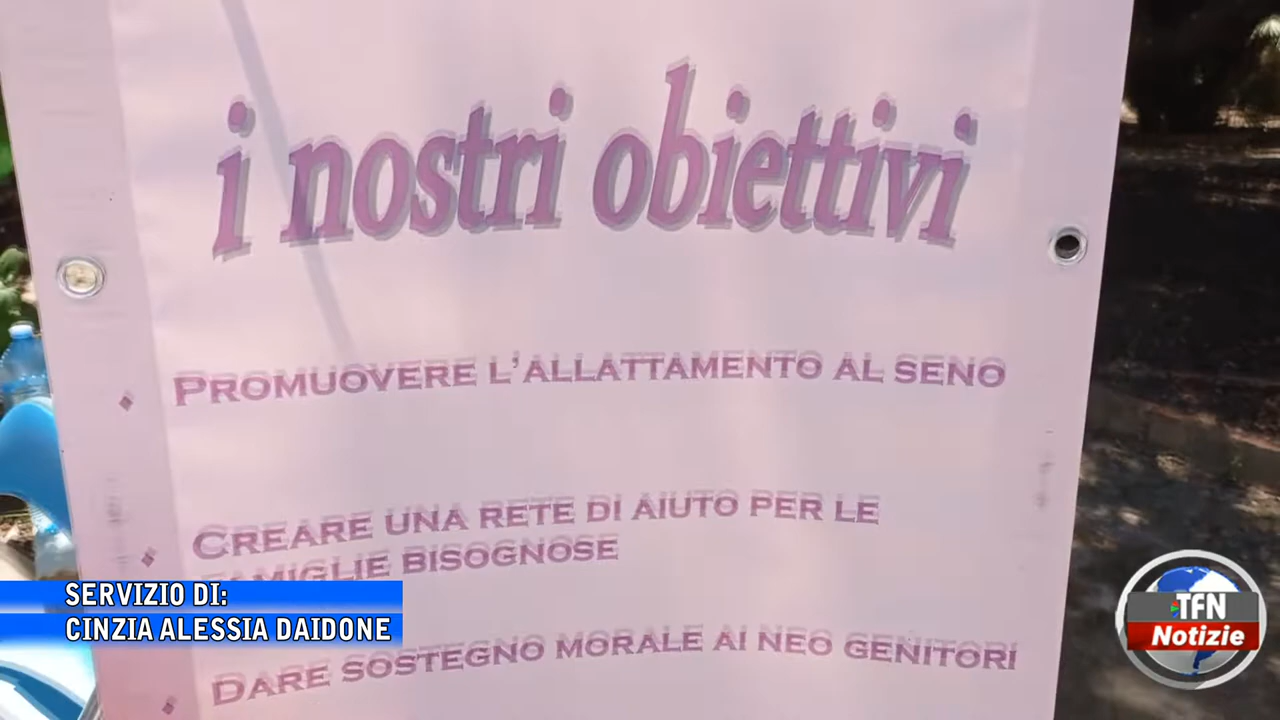 i nostri obiettivi
PROMUOVERE L'ALLATTAMENTO AL SENO
CREARE UNA RETE DI AIUTO PER LE
FAMIGLIE BISOGNOSE
SERVIZIO DI:
CINZIA ALESSIA DAIDONE
DARE SOSTEGNO MORALE AI NEO GENITORI
TFN
Notizie